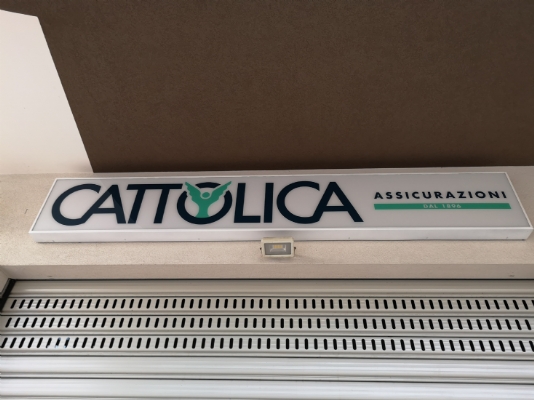 CATTOLICA
ASSICURAZIONI
DAL 1896